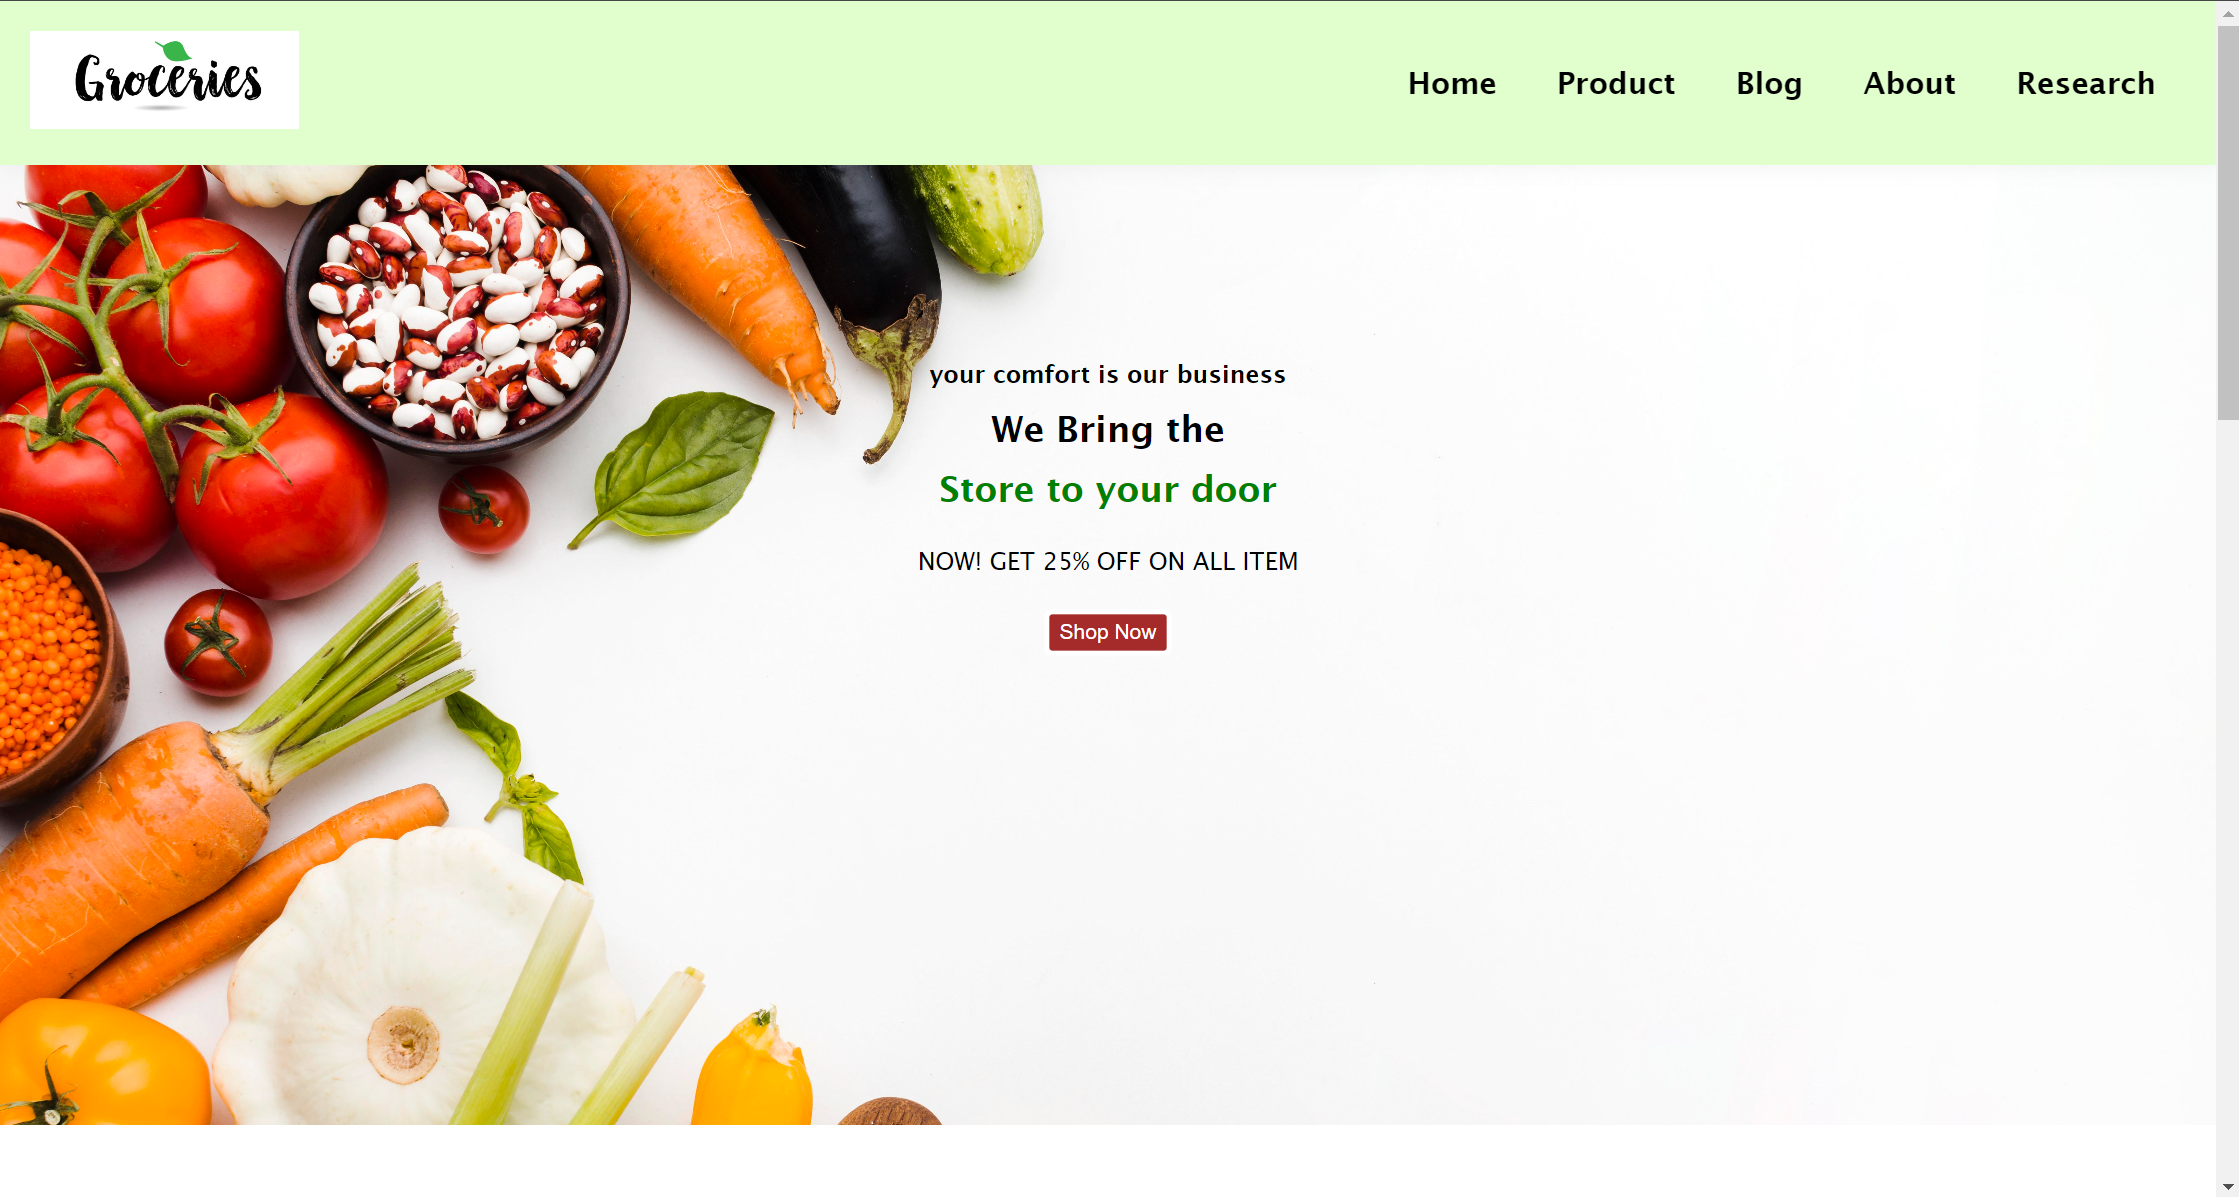 Groceries
Home Product Blog About Research
your comfort is our business
We Bring the
Store to your door
NOW! GET 25% OFF ON ALL ITEM
Shop Now